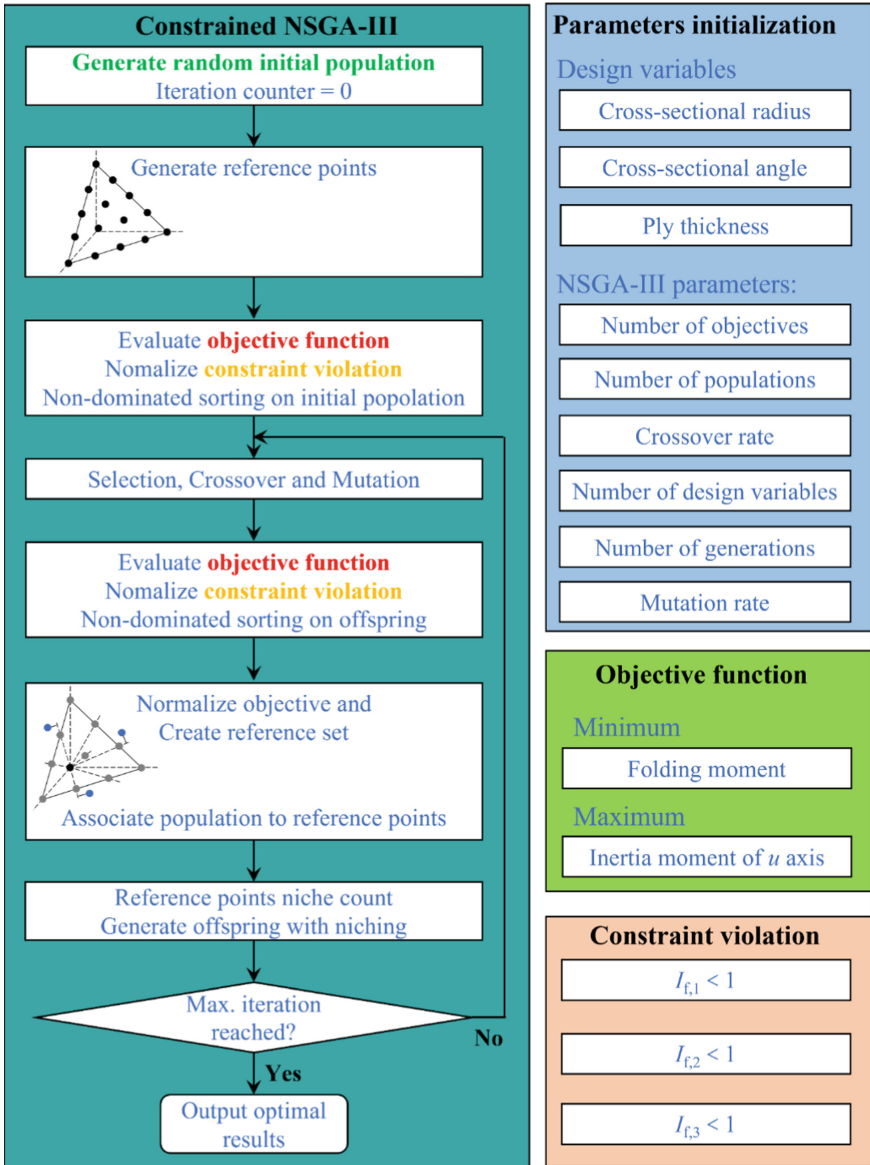 Constrained NSGA-III
Generate random initial population
Iteration counter = 0
Generate reference points
Evaluate objective function
Nomalize constraint violation
Non-dominated sorting on initial popolation
Selection, Crossover and Mutation
Evaluate objective function
Nomalize constraint violation
Non-dominated sorting on offspring
Normalize objective and
Create reference set
Associate population to reference points
Reference points niche count
Generate offspring with niching
Max. iteration
reached?
No
Yes
Output optimal
results
Parameters initialization
Design variables
Cross-sectional radius
Cross-sectional angle
Ply thickness
NSGA-III parameters:
Number of objectives
Number of populations
Crossover rate
Number of design variables
Number of generations
Mutation rate
Objective function
Minimum
Folding moment
Maximum
Inertia moment of u axis
Constraint violation
I_{f,1} < 1
I_{f,2} < 1
I_{f,3} < 1